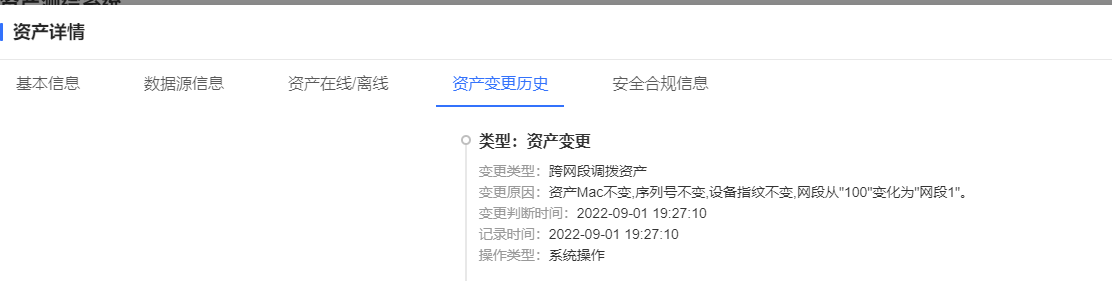 资产详情
基本信息 数据源信息 资产在线/离线 资产变更历史 安全合规信息
类型：资产变更
变更类型：跨网段调拨资产
变更原因：资产Mac不变,序列号不变,设备指纹不变,网段从"100"变化为"网段1"。
变更判断时间：2022-09-01 19:27:10
记录时间：2022-09-01 19:27:10
操作类型：系统操作